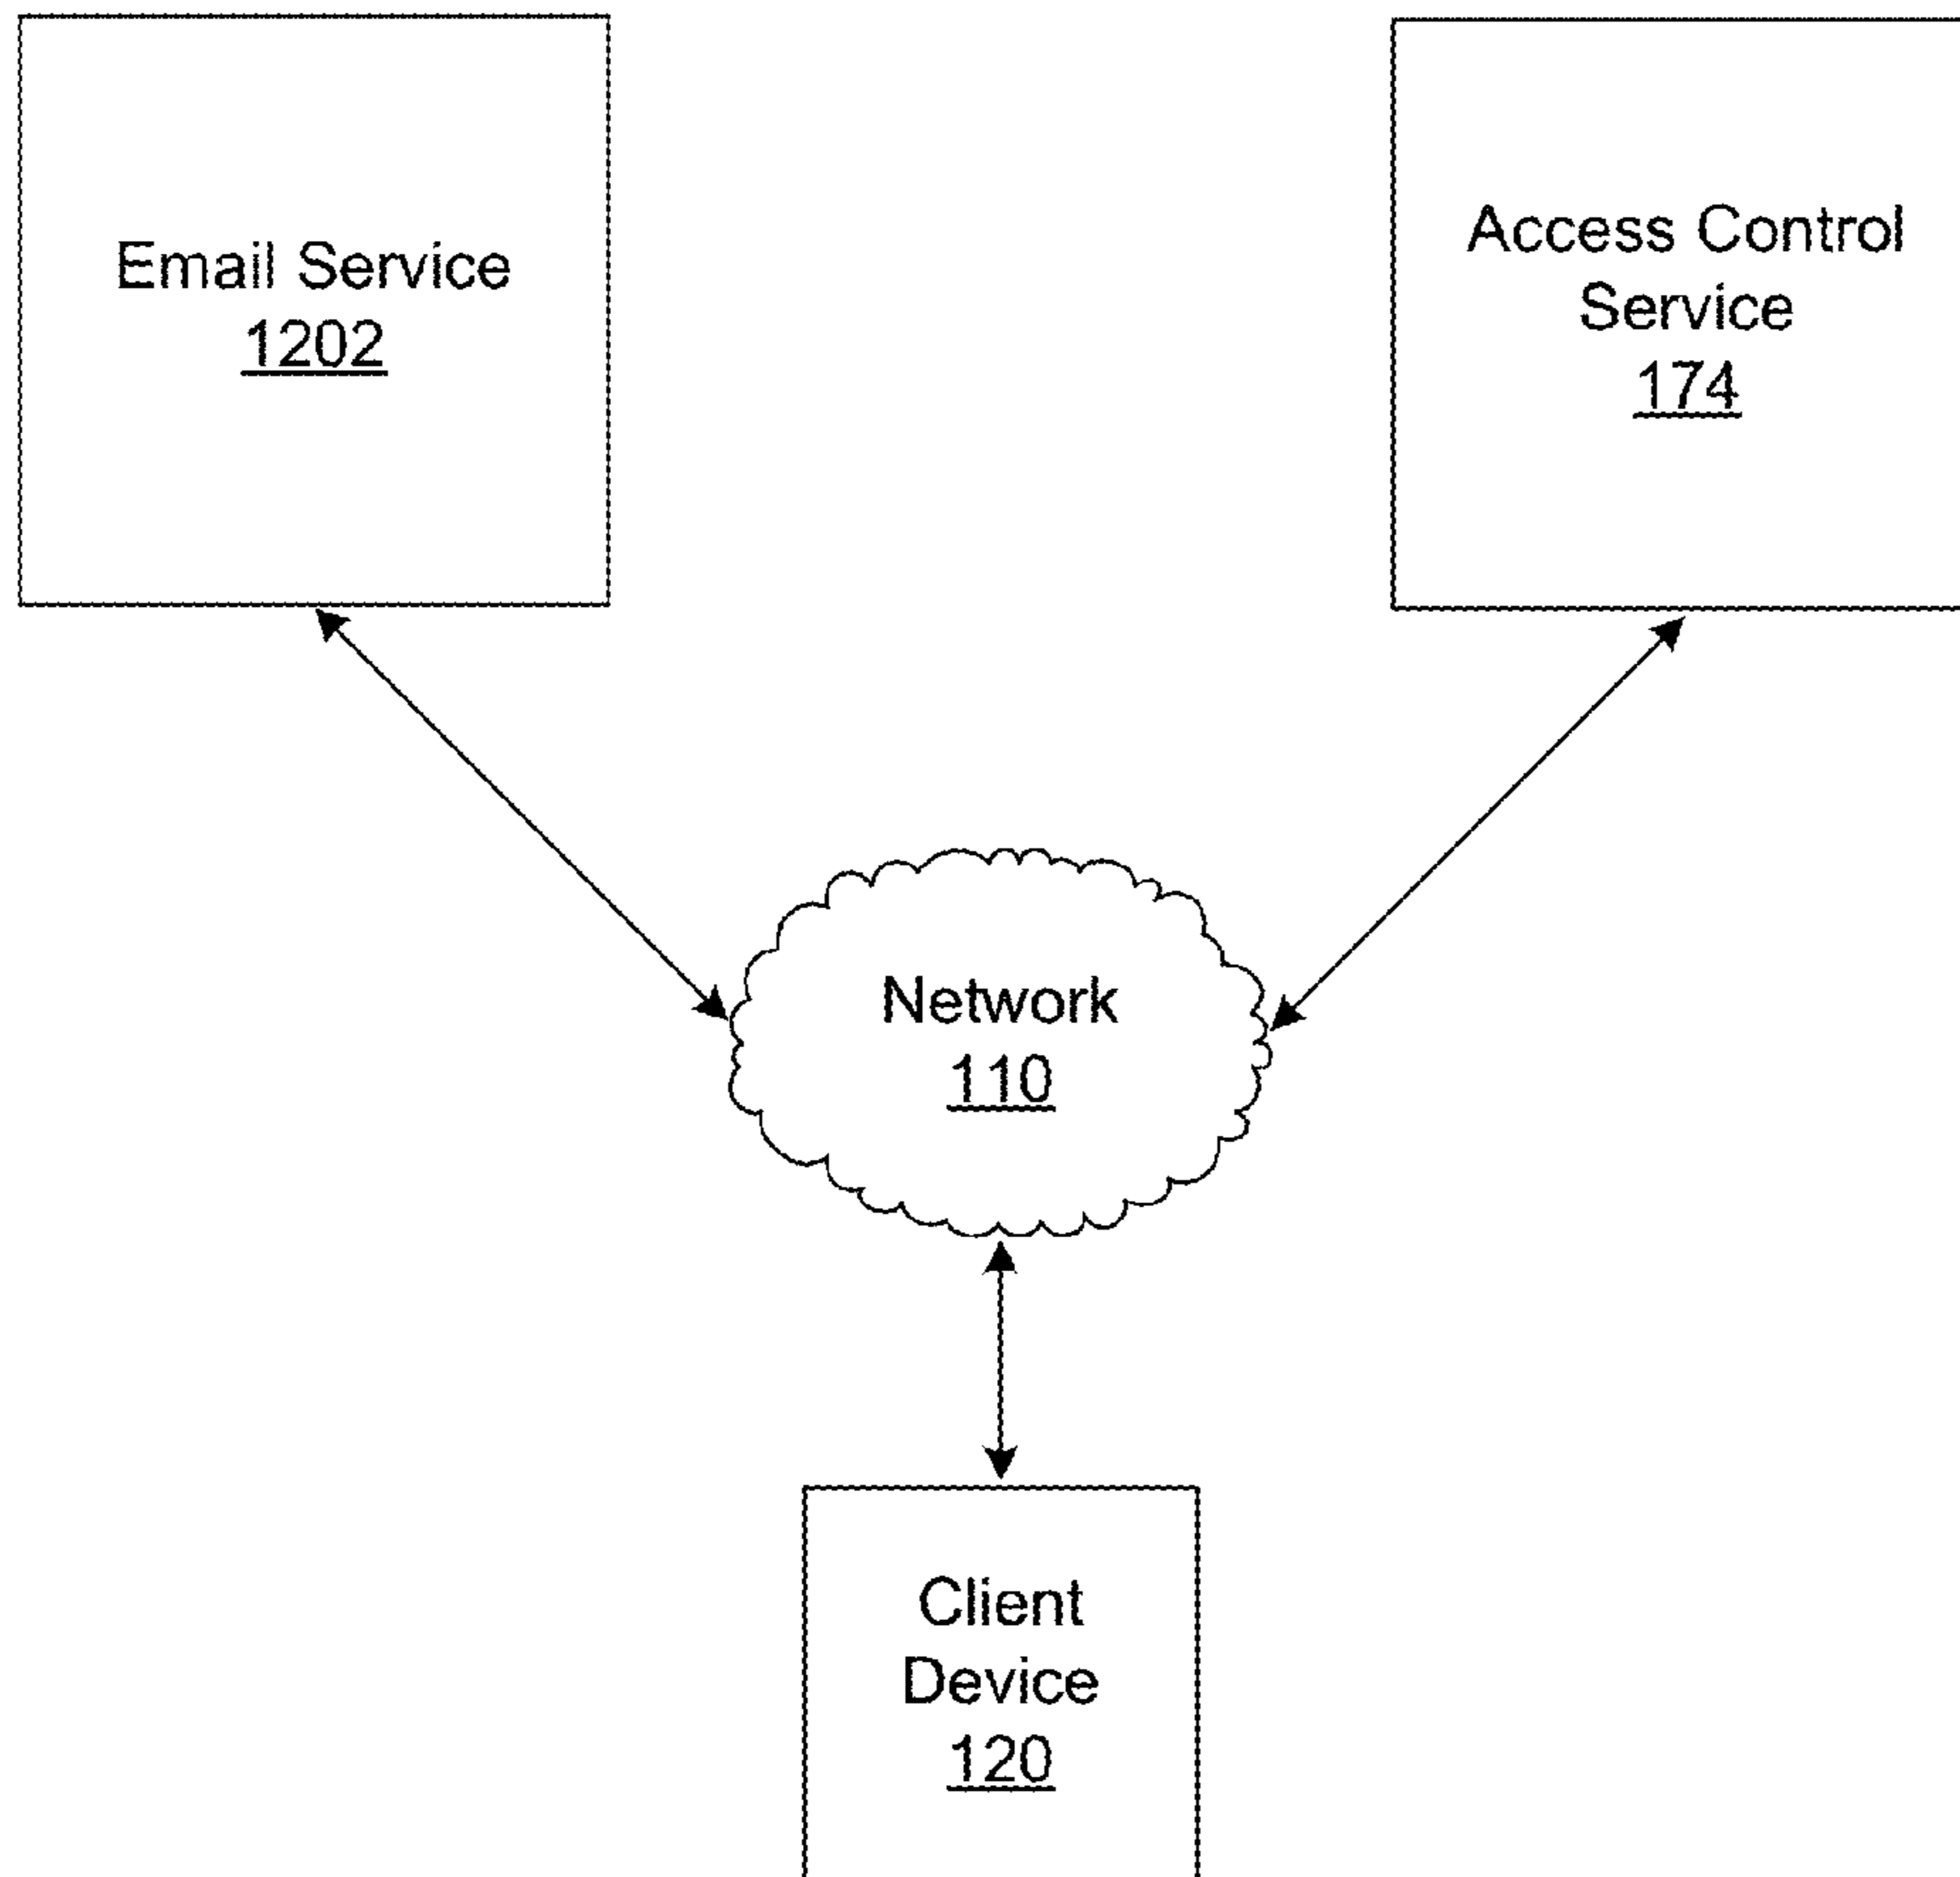 Email Service
1202
Access Control
Service
174
Network
110
Client
Device
120